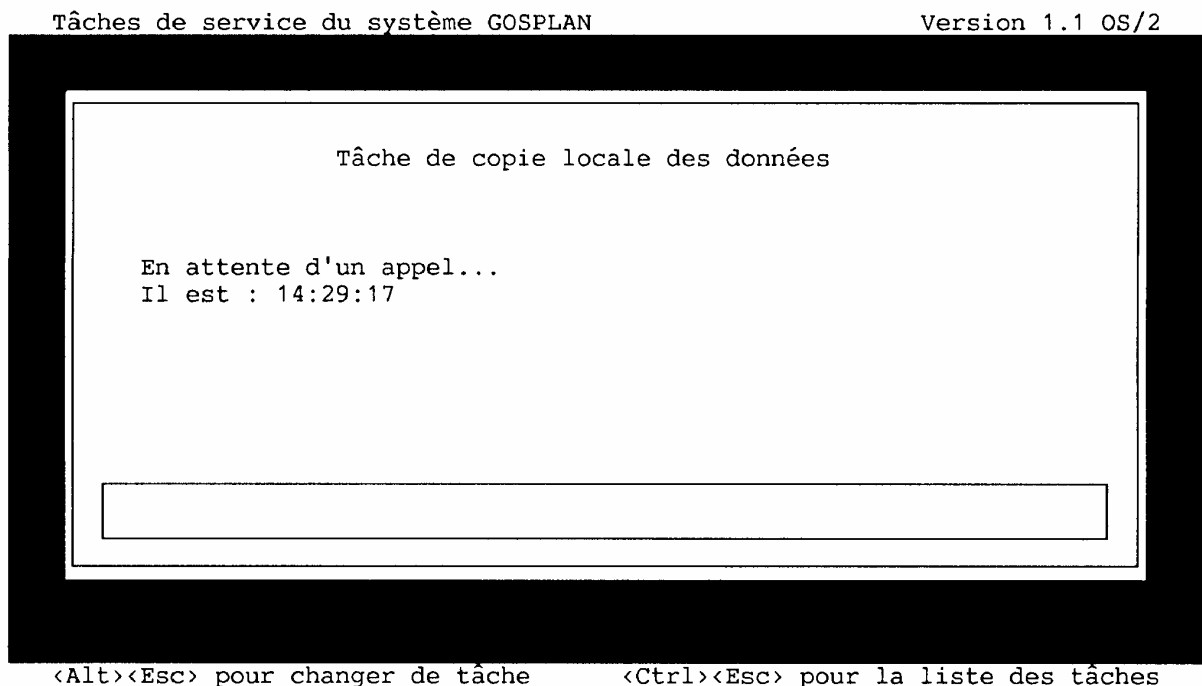 Tâches de service du système GOSPLAN Version 1.1 OS/2
Tâche de copie locale des données
En attente d'un appel...
Il est : 14:29:17
<Alt><Esc> pour changer de tâche <Ctrl><Esc> pour la liste des tâches